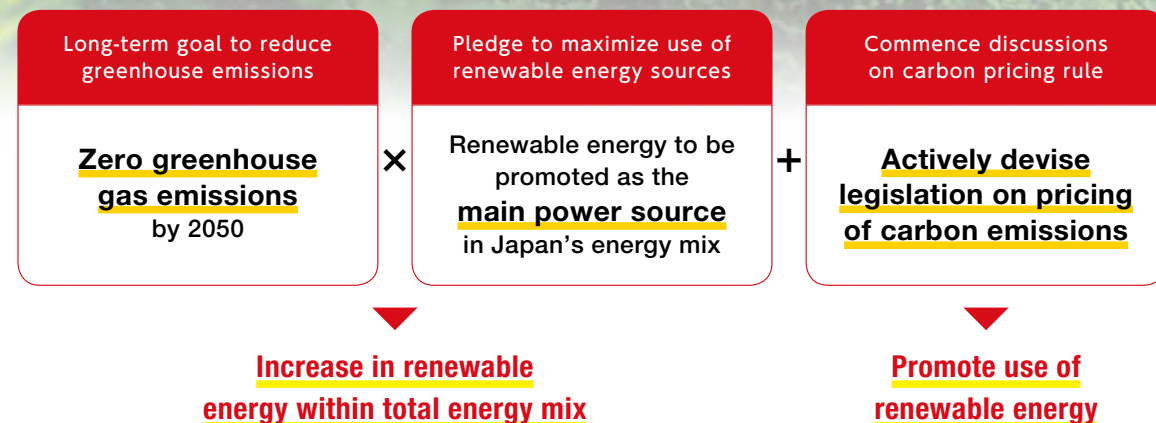 Long-term goal to reduce
greenhouse emissions
Zero greenhouse
gas emissions
by 2050
×
Pledge to maximize use of
renewable energy sources
Renewable energy to be
promoted as the
main power source
in Japan’s energy mix
+
Commence discussions
on carbon pricing rule
Actively devise
legislation on pricing
of carbon emissions
Increase in renewable
energy within total energy mix
Promote use of
renewable energy